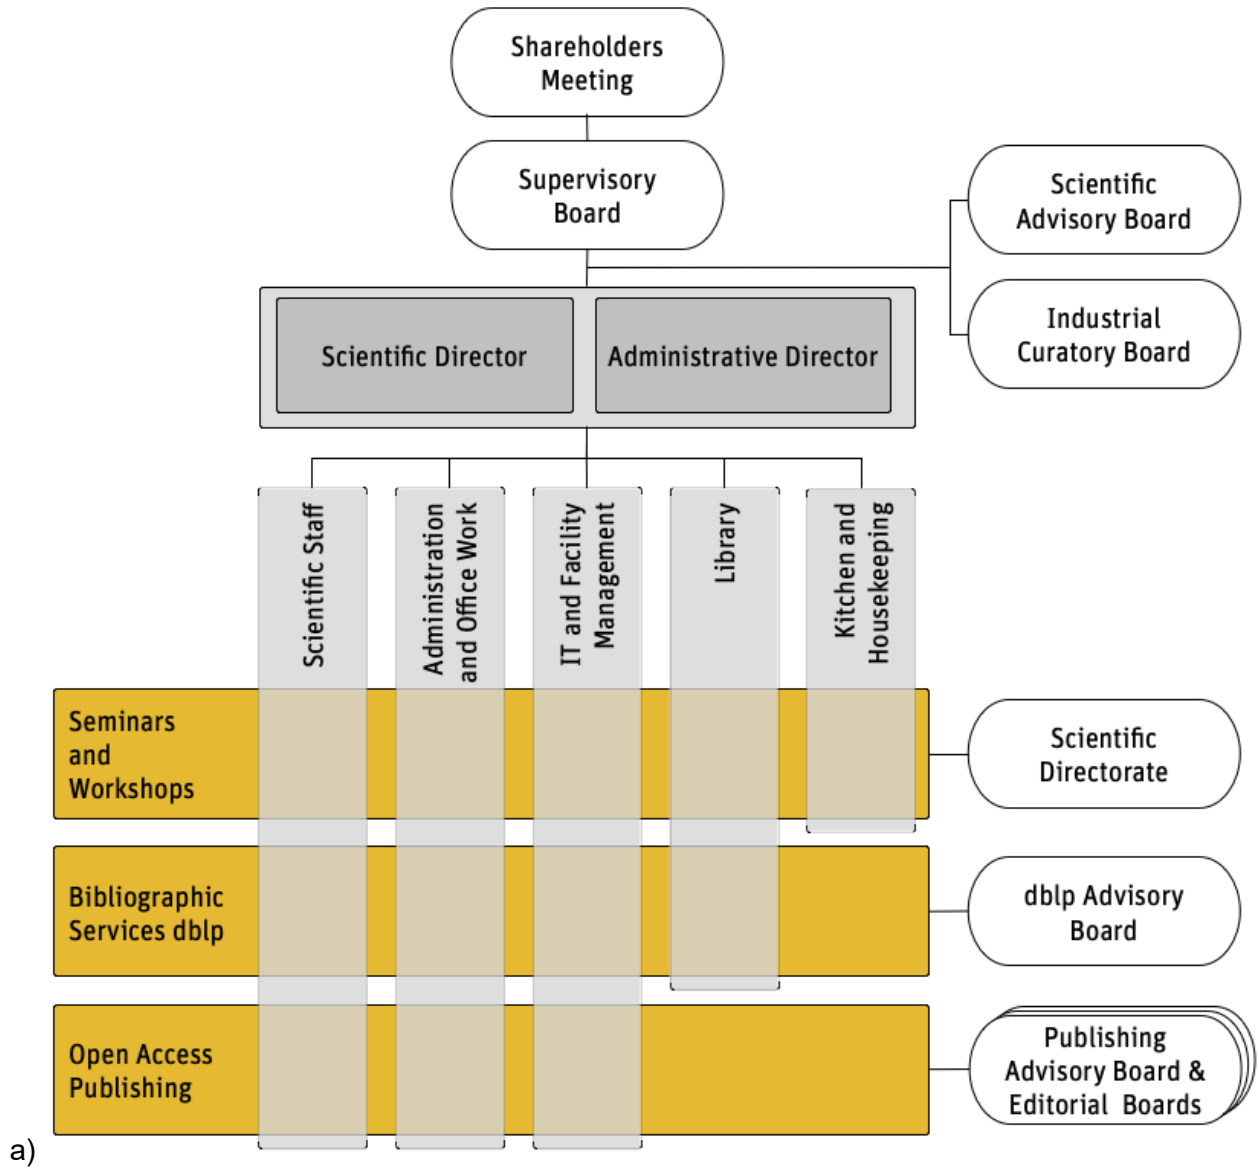 Shareholders
Meeting
Supervisory
Board
Scientific
Advisory Board
Industrial
Curatory Board
Scientific Director
Administrative Director
Scientific Staff
Administration
and Office Work
IT and Facility
Management
Library
Kitchen and
Housekeeping
Seminars
and
Workshops
Scientific
Directorate
Bibliographic
Services dblp
dblp Advisory
Board
Open Access
Publishing
Publishing
Advisory Board &
Editorial Boards
a)